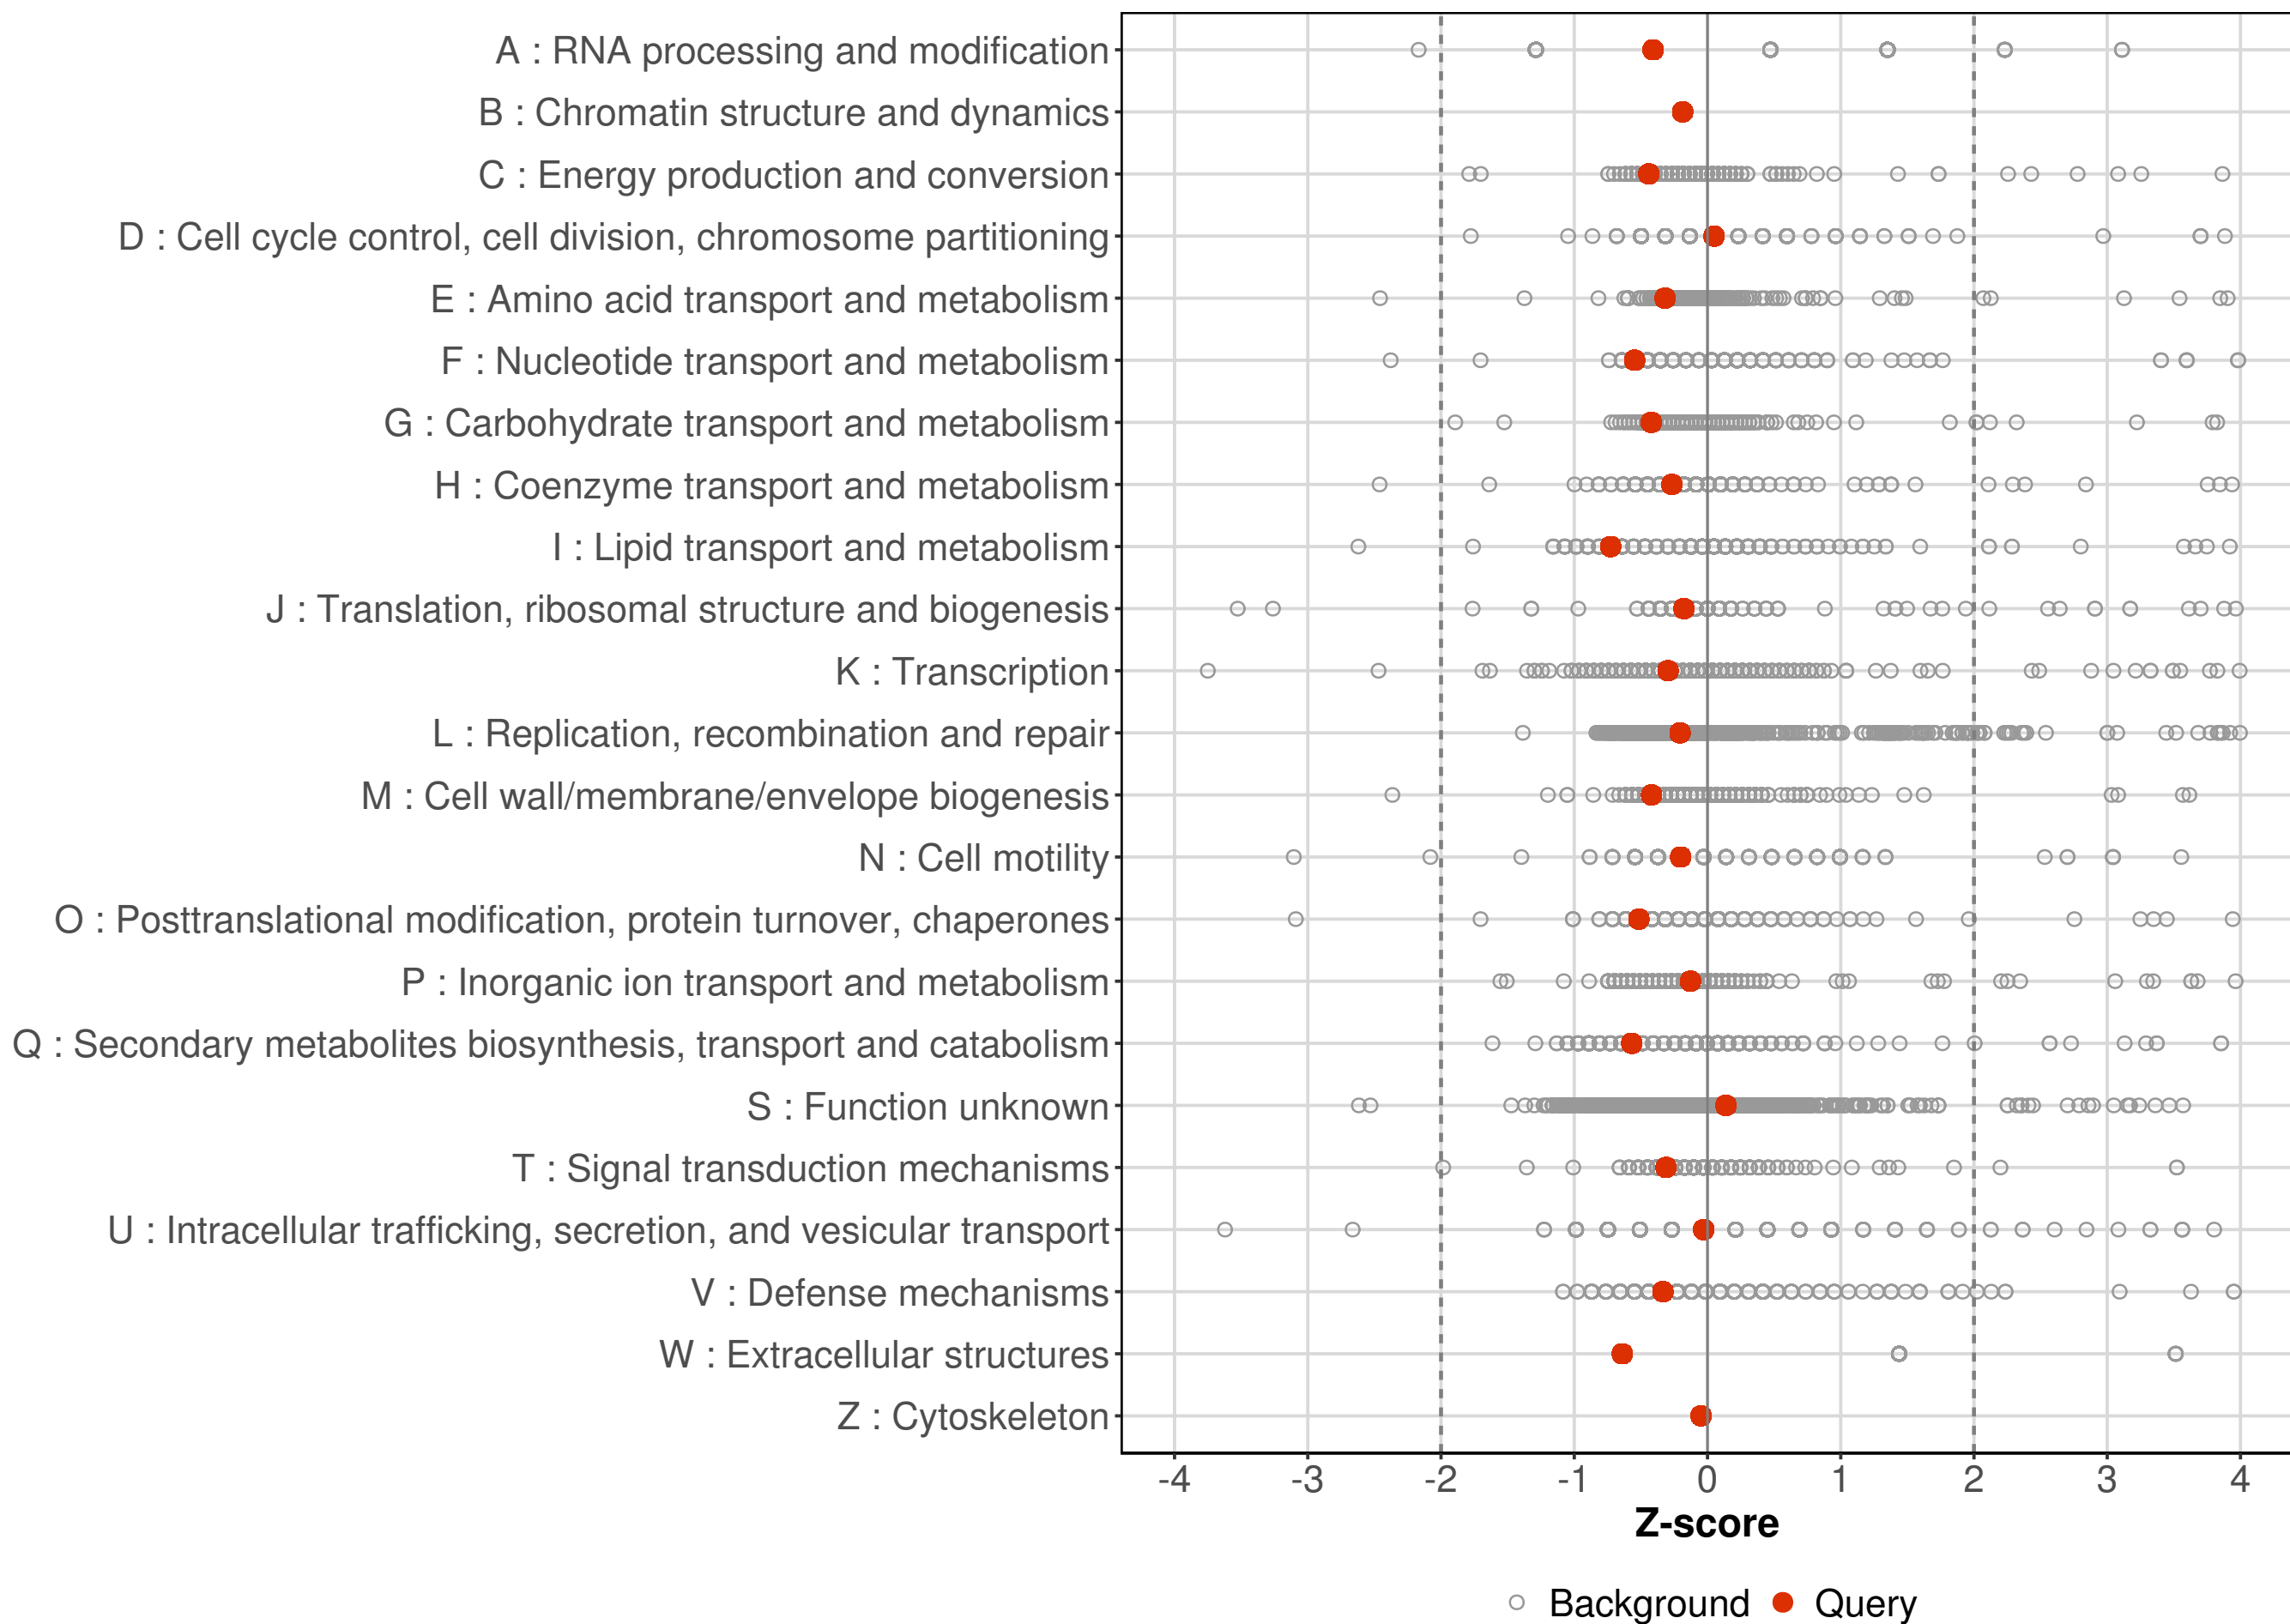 A : RNA processing and modification
B : Chromatin structure and dynamics
C : Energy production and conversion
D : Cell cycle control, cell division, chromosome partitioning
E : Amino acid transport and metabolism
F : Nucleotide transport and metabolism
G : Carbohydrate transport and metabolism
H : Coenzyme transport and metabolism
I : Lipid transport and metabolism
J : Translation, ribosomal structure and biogenesis
K : Transcription
L : Replication, recombination and repair
M : Cell wall/membrane/envelope biogenesis
N : Cell motility
O : Posttranslational modification, protein turnover, chaperones
P : Inorganic ion transport and metabolism
Q : Secondary metabolites biosynthesis, transport and catabolism
S : Function unknown
T : Signal transduction mechanisms
U : Intracellular trafficking, secretion, and vesicular transport
V : Defense mechanisms
W : Extracellular structures
Z : Cytoskeleton
-4 -3 -2 -1 0 1 2 3 4
Z-score
Background Query